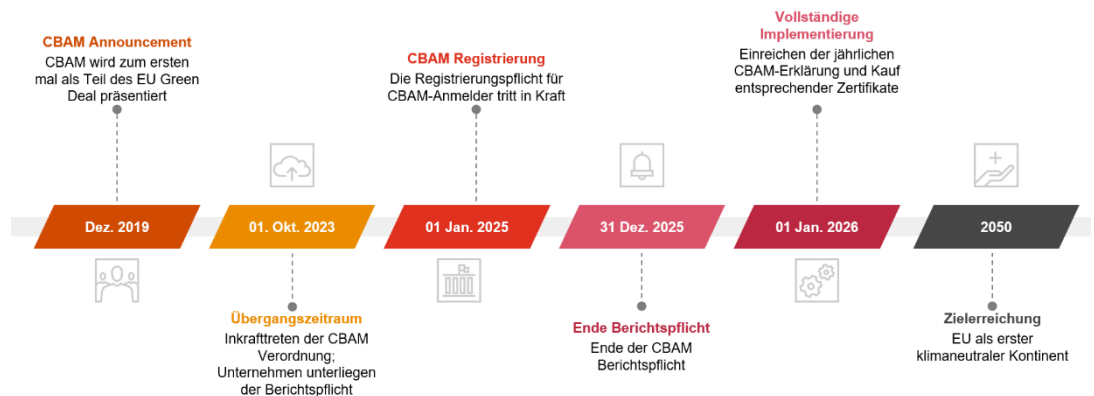 CBAM Announcement
CBAM wird zum ersten
mal als Teil des EU Green
Deal präsentiert
CBAM Registrierung
Die Registrierungspflicht für
CBAM-Anmelder tritt in Kraft
Vollständige
Implementierung
Einreichen der jährlichen
CBAM-Erklärung und Kauf
entsprechender Zertifikate
Dez. 2019
01. Okt. 2023
01 Jan. 2025
31 Dez. 2025
01 Jan. 2026
2050
Übergangszeitraum
Inkrafttreten der CBAM
Verordnung;
Unternehmen unterliegen
der Berichtspflicht
Ende Berichtspflicht
Ende der CBAM
Berichtspflicht
Zielerreichung
EU als erster
klimaneutraler Kontinent